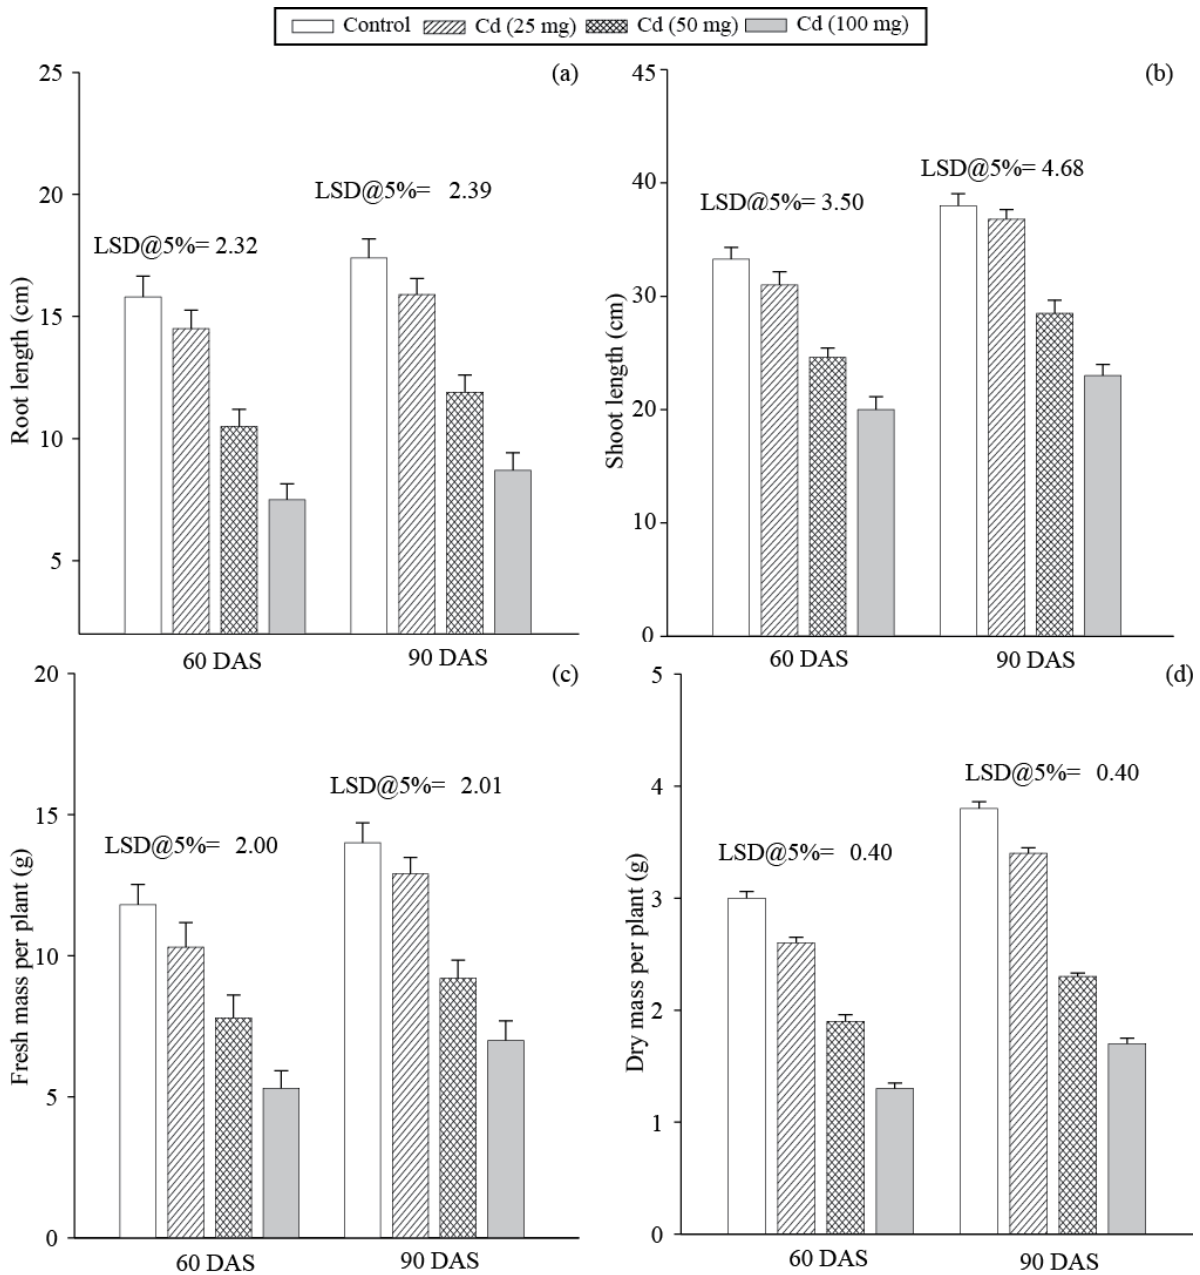 Control Cd (25 mg) Cd (50 mg) Cd (100 mg)
(a)
25
20
15
10
5
Root length (cm)
LSD@5%= 2.32
LSD@5%= 2.39
60 DAS 90 DAS
(b)
45
40
30
20
10
0
Shoot length (cm)
LSD@5%= 3.50
LSD@5%= 4.68
60 DAS 90 DAS
(c)
20
15
10
5
0
Fresh mass per plant (g)
LSD@5%= 2.00
LSD@5%= 2.01
60 DAS 90 DAS
(d)
5
4
3
2
1
0
Dry mass per plant (g)
LSD@5%= 0.40
LSD@5%= 0.40
60 DAS 90 DAS